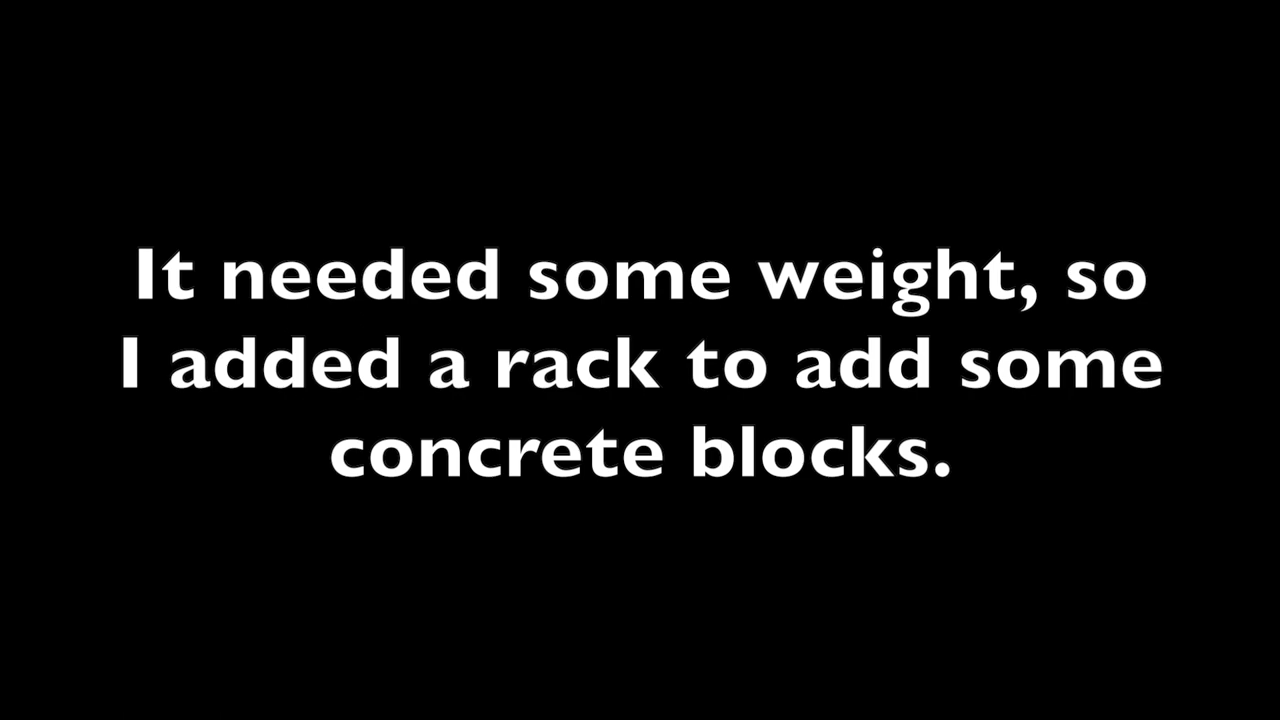 It needed some weight, so
I added a rack to add some
concrete blocks.